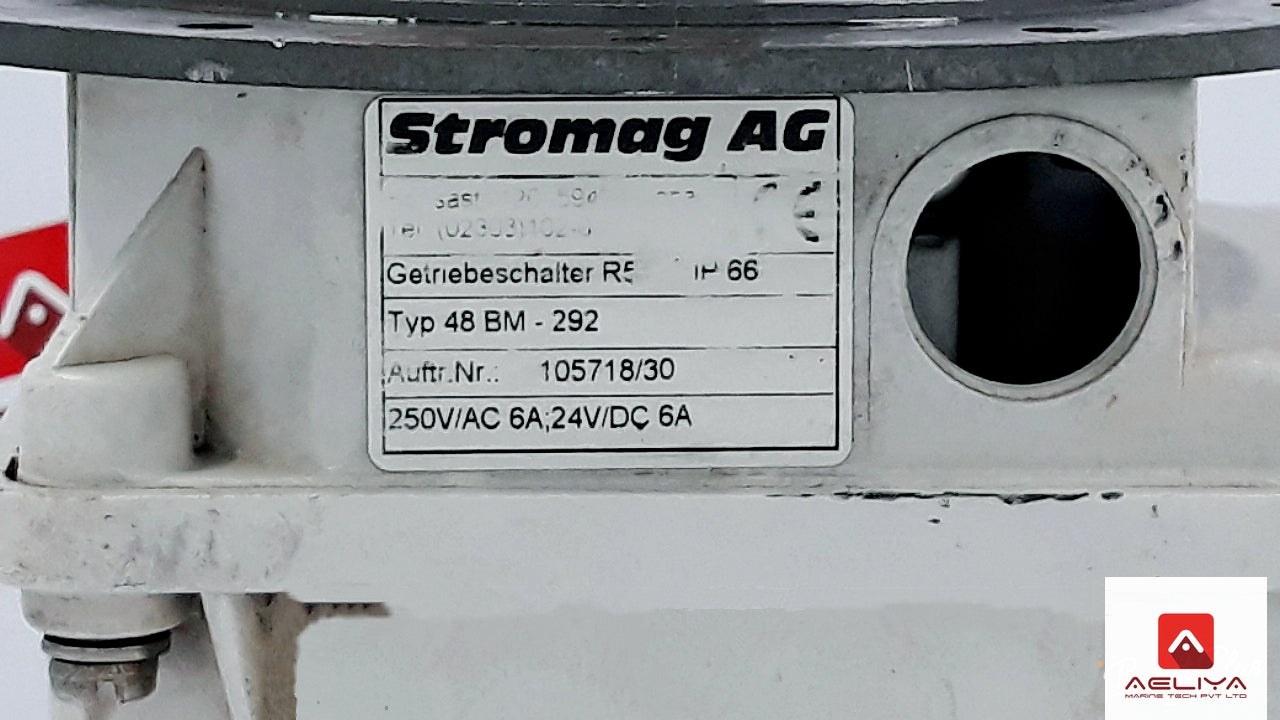 Stromag AG
CE
Getriebeschalter IP 66
Typ 48 BM - 292
Auftr.Nr.: 105718/30
250V/AC 6A;24V/DC 6A
AELIYA
MARINE TECH PVT LTD